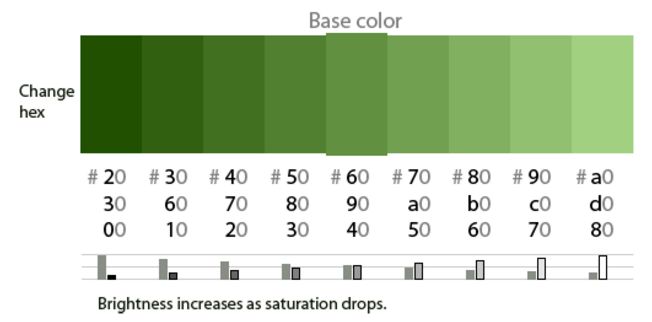 Base color
Change
hex
# 20 # 30 # 40 # 50 # 60 # 70 # 80 # 90 # a0
30 60 70 80 90 a0 b0 c0 d0
00 10 20 30 40 50 60 70 80
Brightness increases as saturation drops.